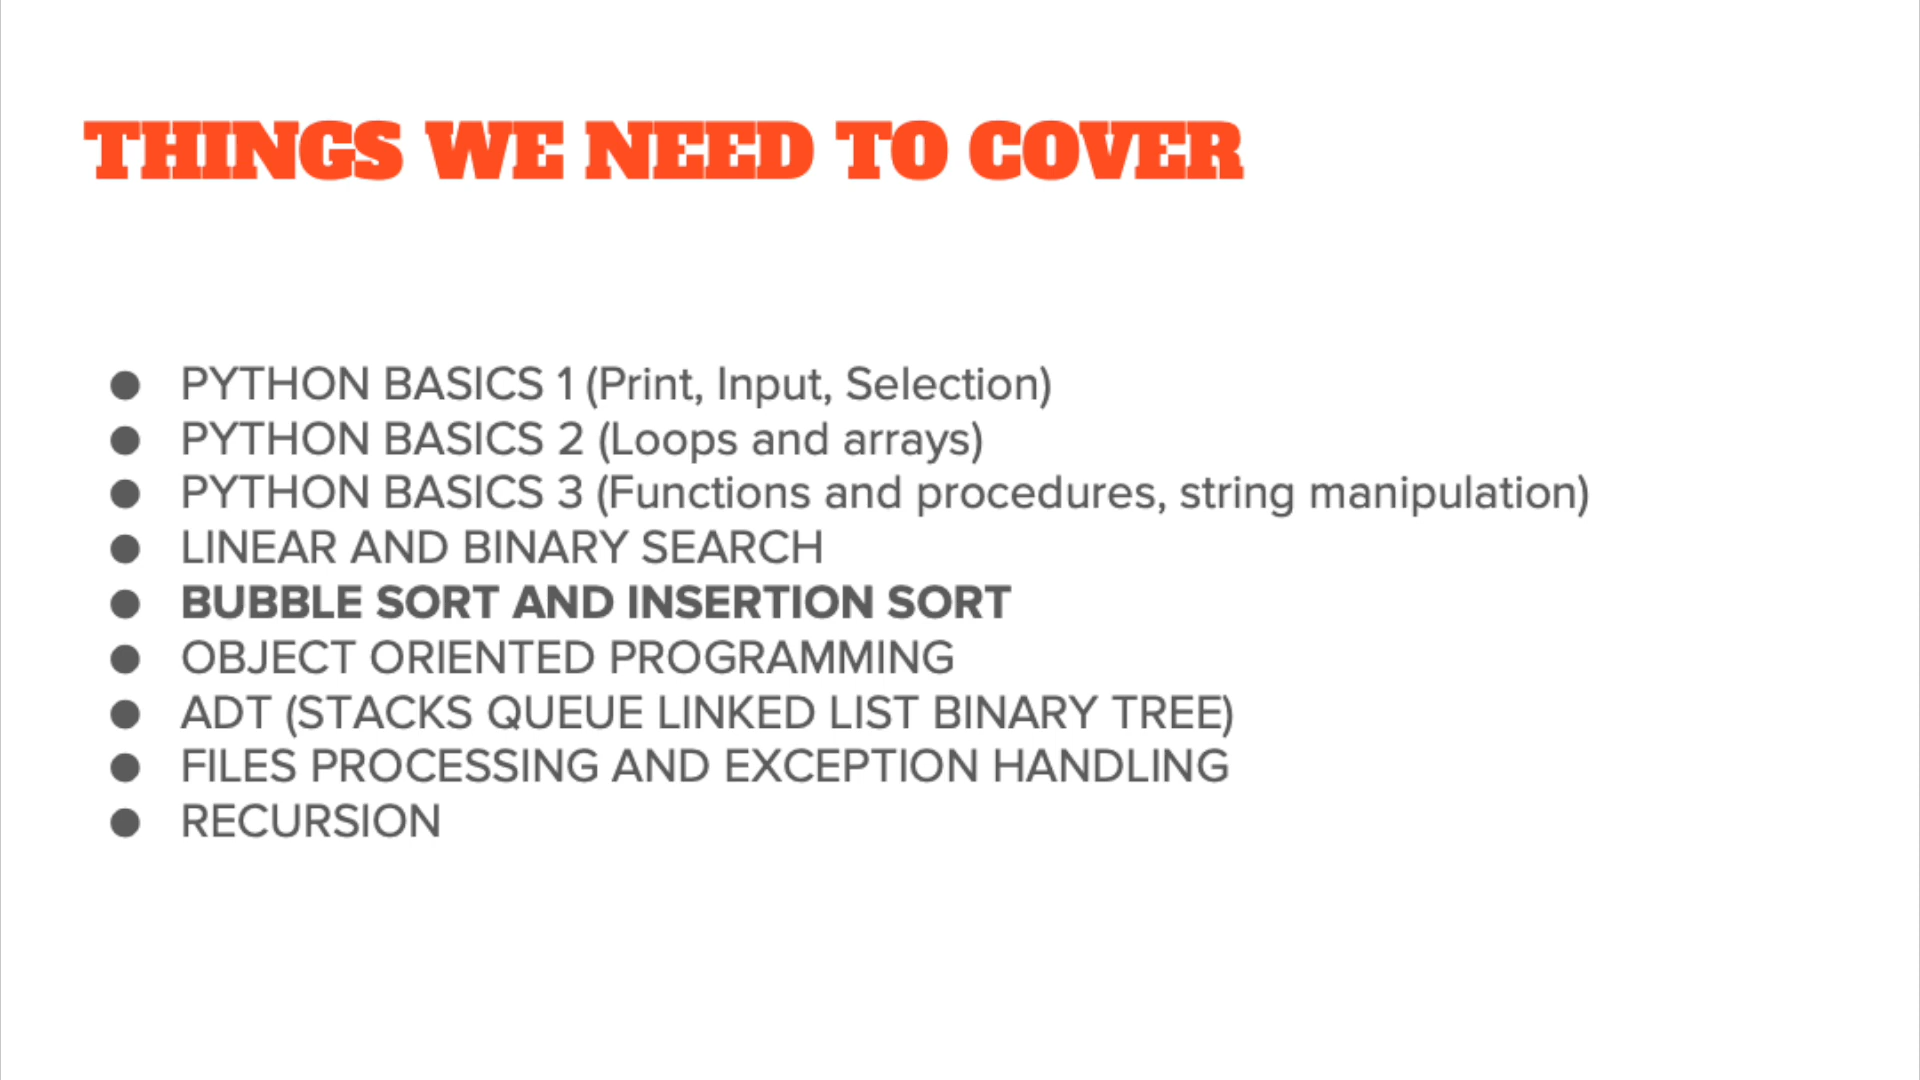 THINGS WE NEED TO COVER
● PYTHON BASICS 1 (Print, Input, Selection)
● PYTHON BASICS 2 (Loops and arrays)
● PYTHON BASICS 3 (Functions and procedures, string manipulation)
● LINEAR AND BINARY SEARCH
● BUBBLE SORT AND INSERTION SORT
● OBJECT ORIENTED PROGRAMMING
● ADT (STACKS QUEUE LINKED LIST BINARY TREE)
● FILES PROCESSING AND EXCEPTION HANDLING
● RECURSION